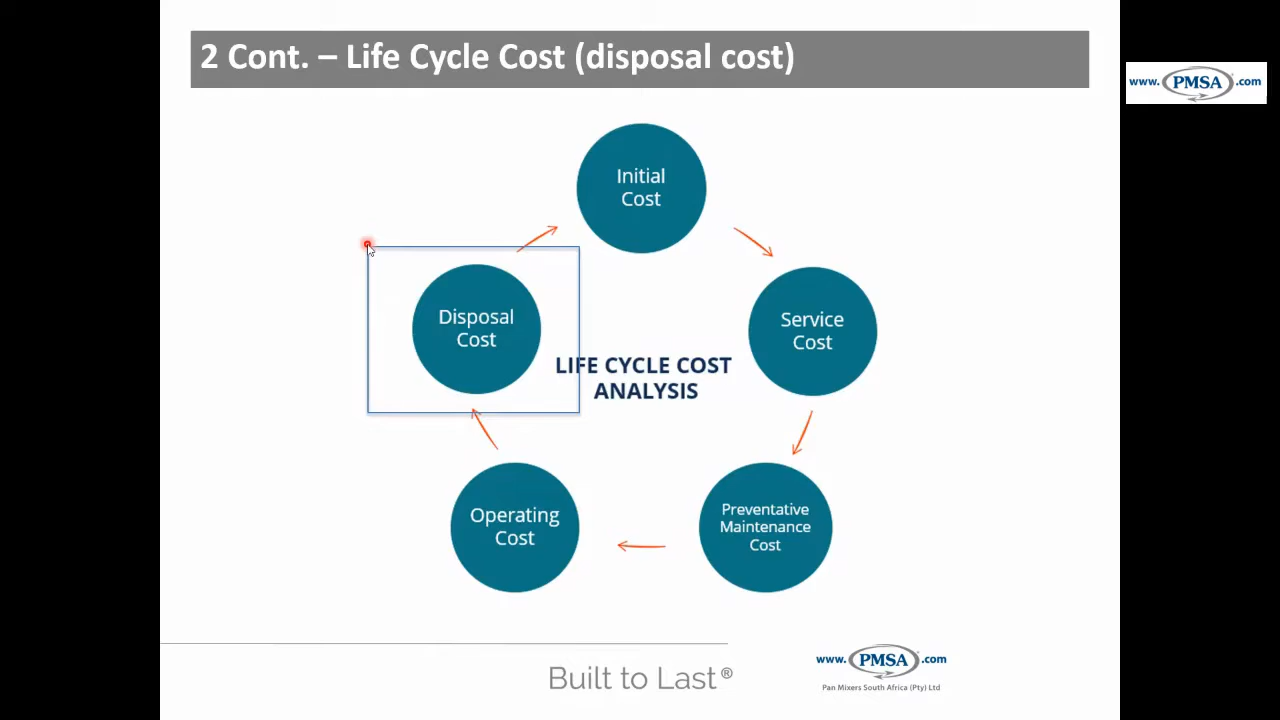 2 Cont. – Life Cycle Cost (disposal cost)
www. PMSA .com
Initial
Cost
Disposal
Cost
Service
Cost
LIFE CYCLE COST
ANALYSIS
Operating
Cost
Preventative
Maintenance
Cost
Built to Last®
www. PMSA .com
Pan Mixers South Africa (Pty) Ltd